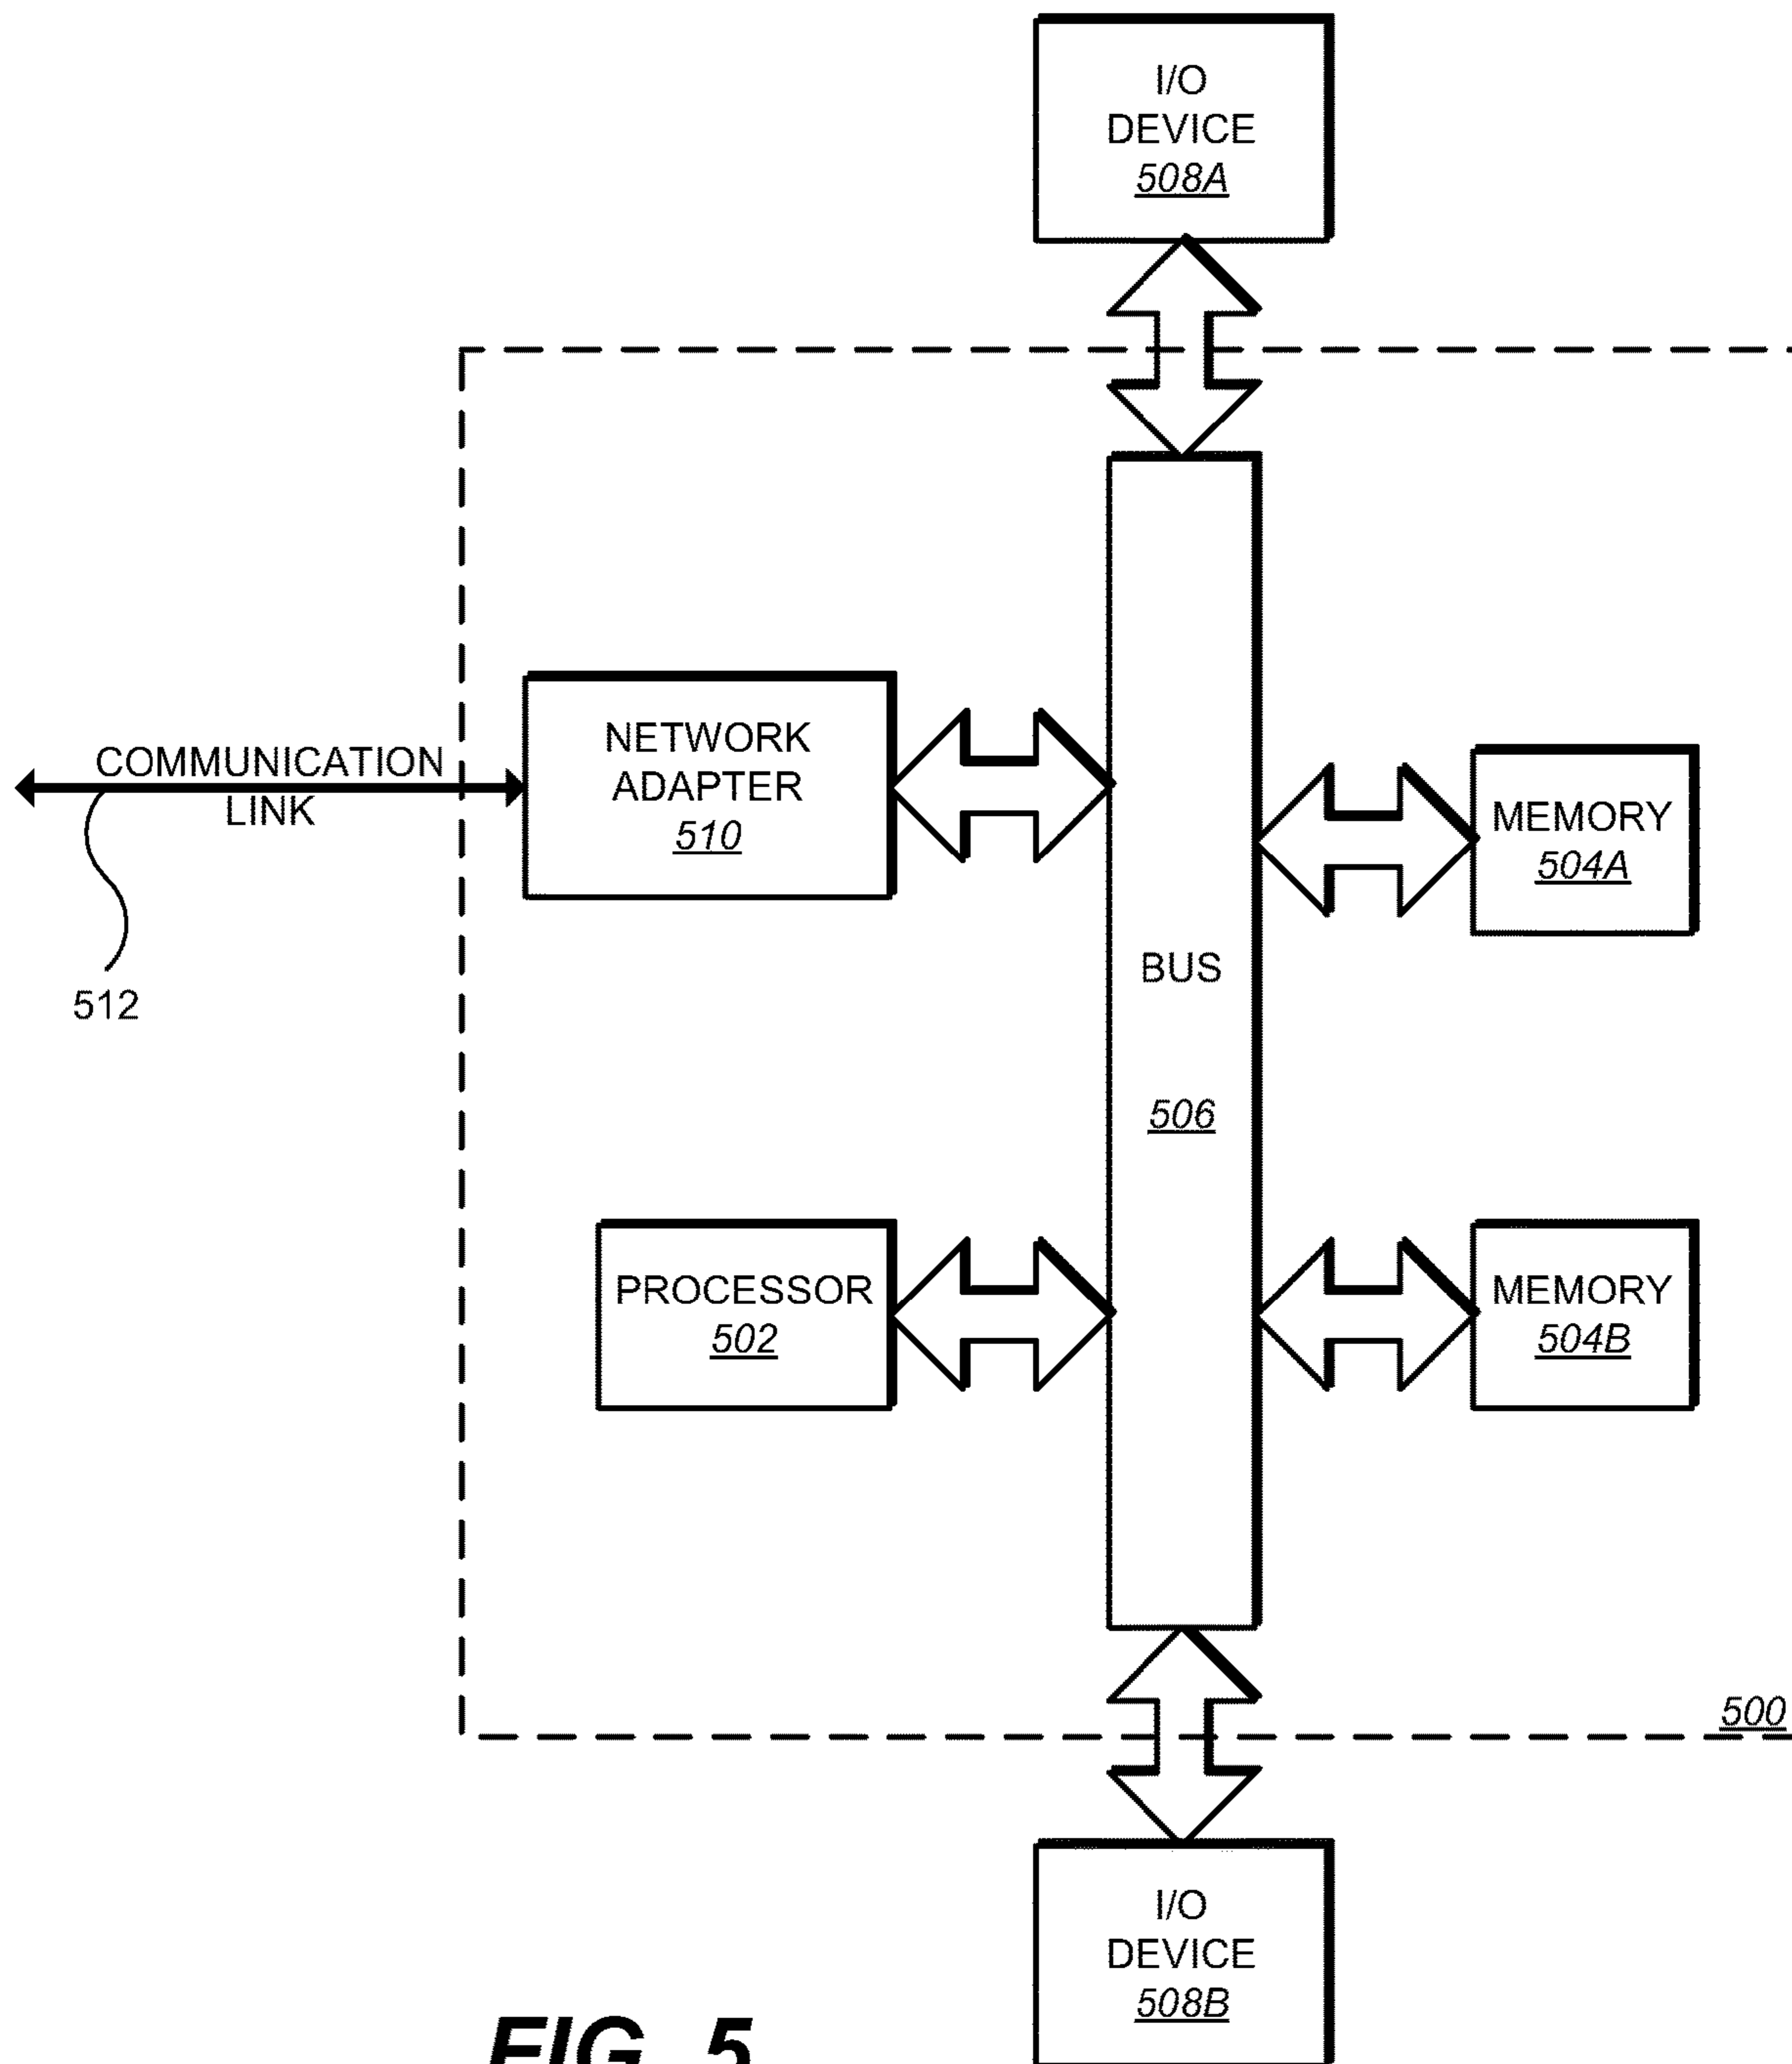 I/O
DEVICE
508A
COMMUNICATION
LINK
512
NETWORK
ADAPTER
510
MEMORY
504A
BUS
506
PROCESSOR
502
MEMORY
504B
500
I/O
DEVICE
508B
FIG. 5